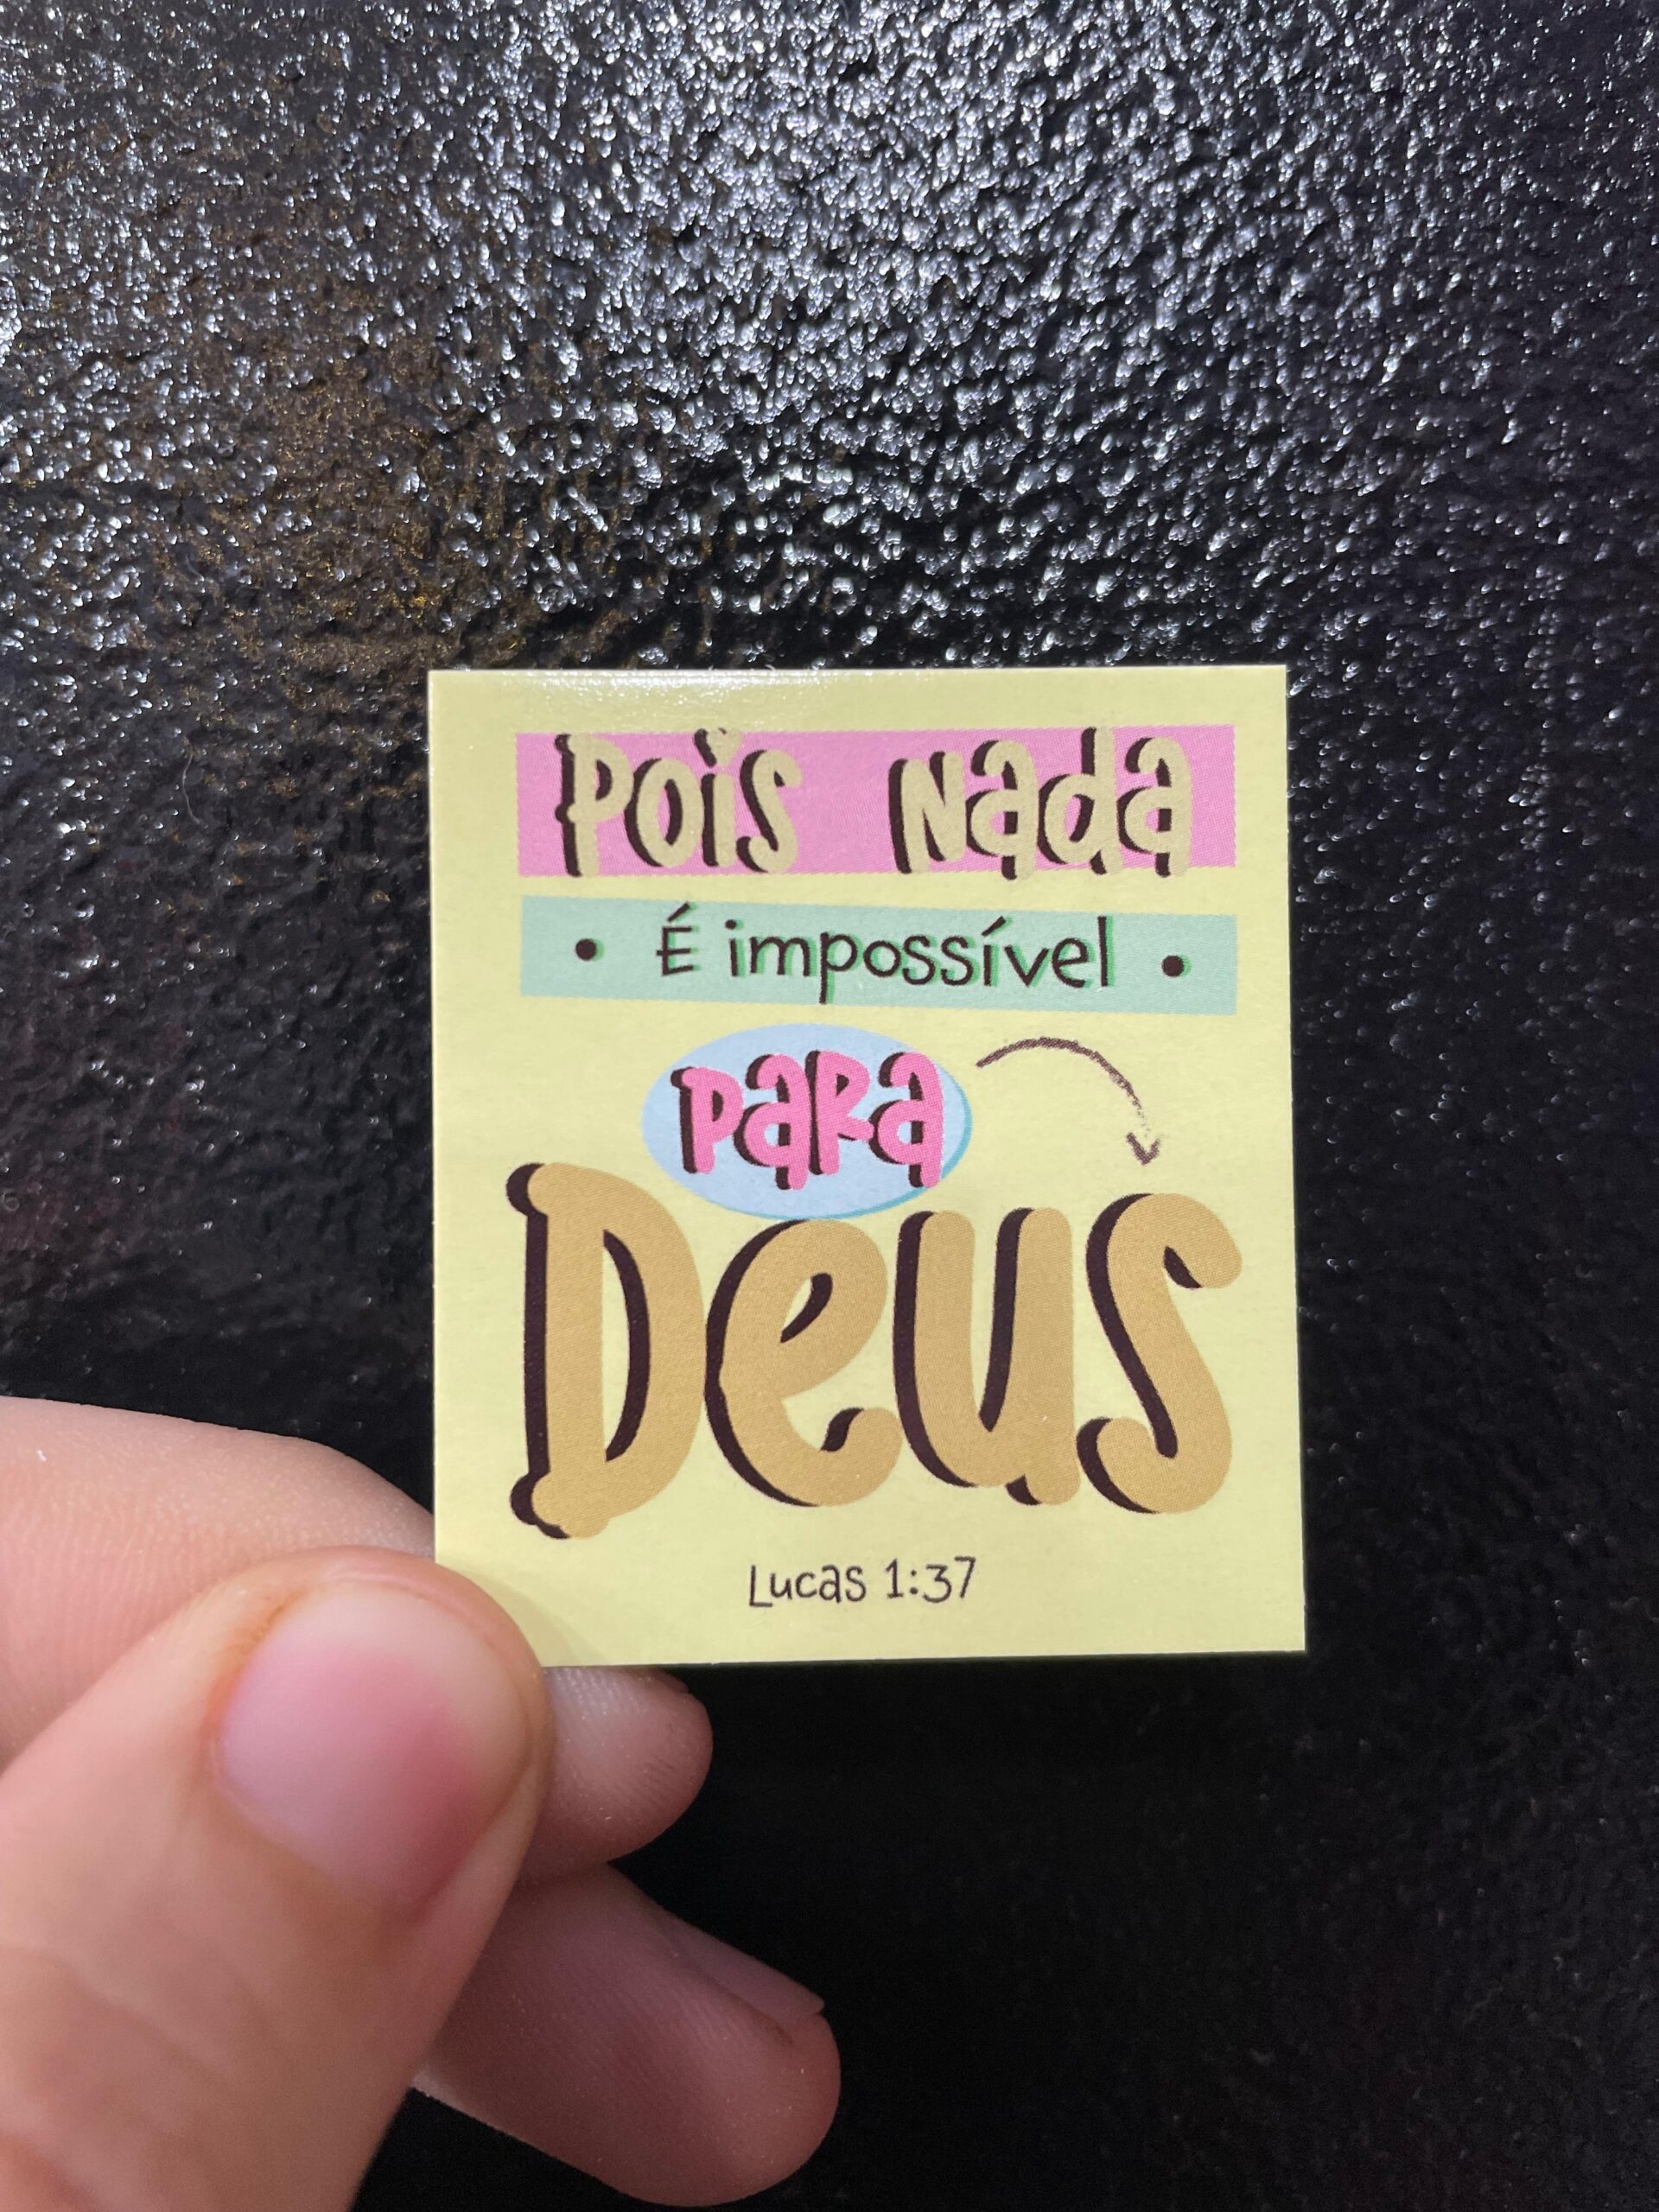 Pois nada
• É impossível •
para
Deus
Lucas 1:37